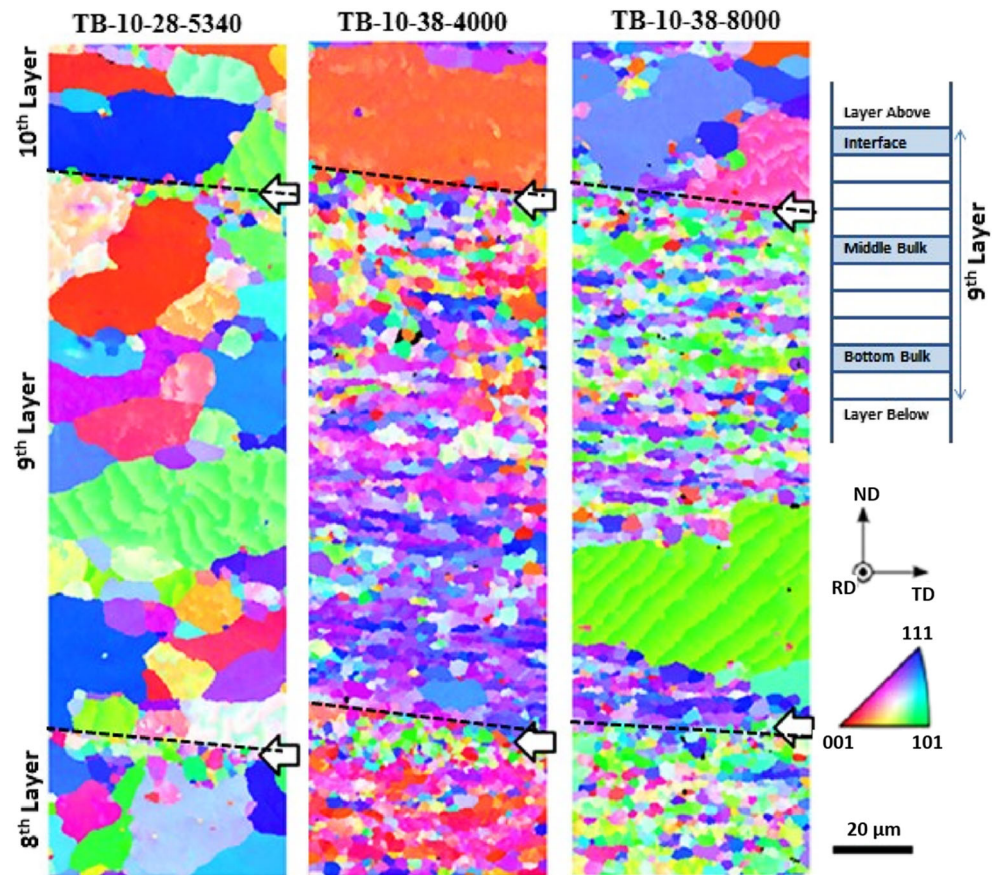 TB-10-28-5340
TB-10-38-4000
TB-10-38-8000
10th Layer
9th Layer
8th Layer
Layer Above
Interface
Middle Bulk
Bottom Bulk
Layer Below
9th Layer
ND
RD
TD
111
001
101
20 µm